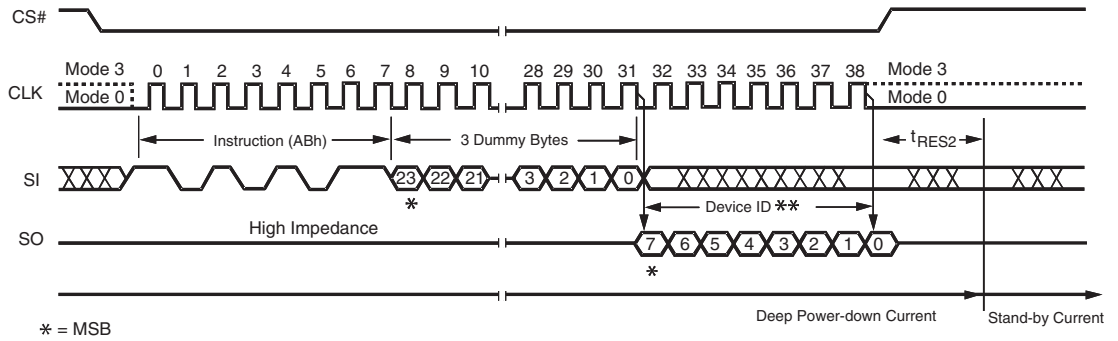 CS#
Mode 3 0 1 2 3 4 5 6 7 8 9 10 28 29 30 31 32 33 34 35 36 37 38 Mode 3
CLK Mode 0 Mode 0
Instruction (ABh) 3 Dummy Bytes tRES2
SI 23 22 21 3 2 1 0
* Device ID **
High Impedance
SO 7 6 5 4 3 2 1 0
*
Deep Power-down Current Stand-by Current
* = MSB